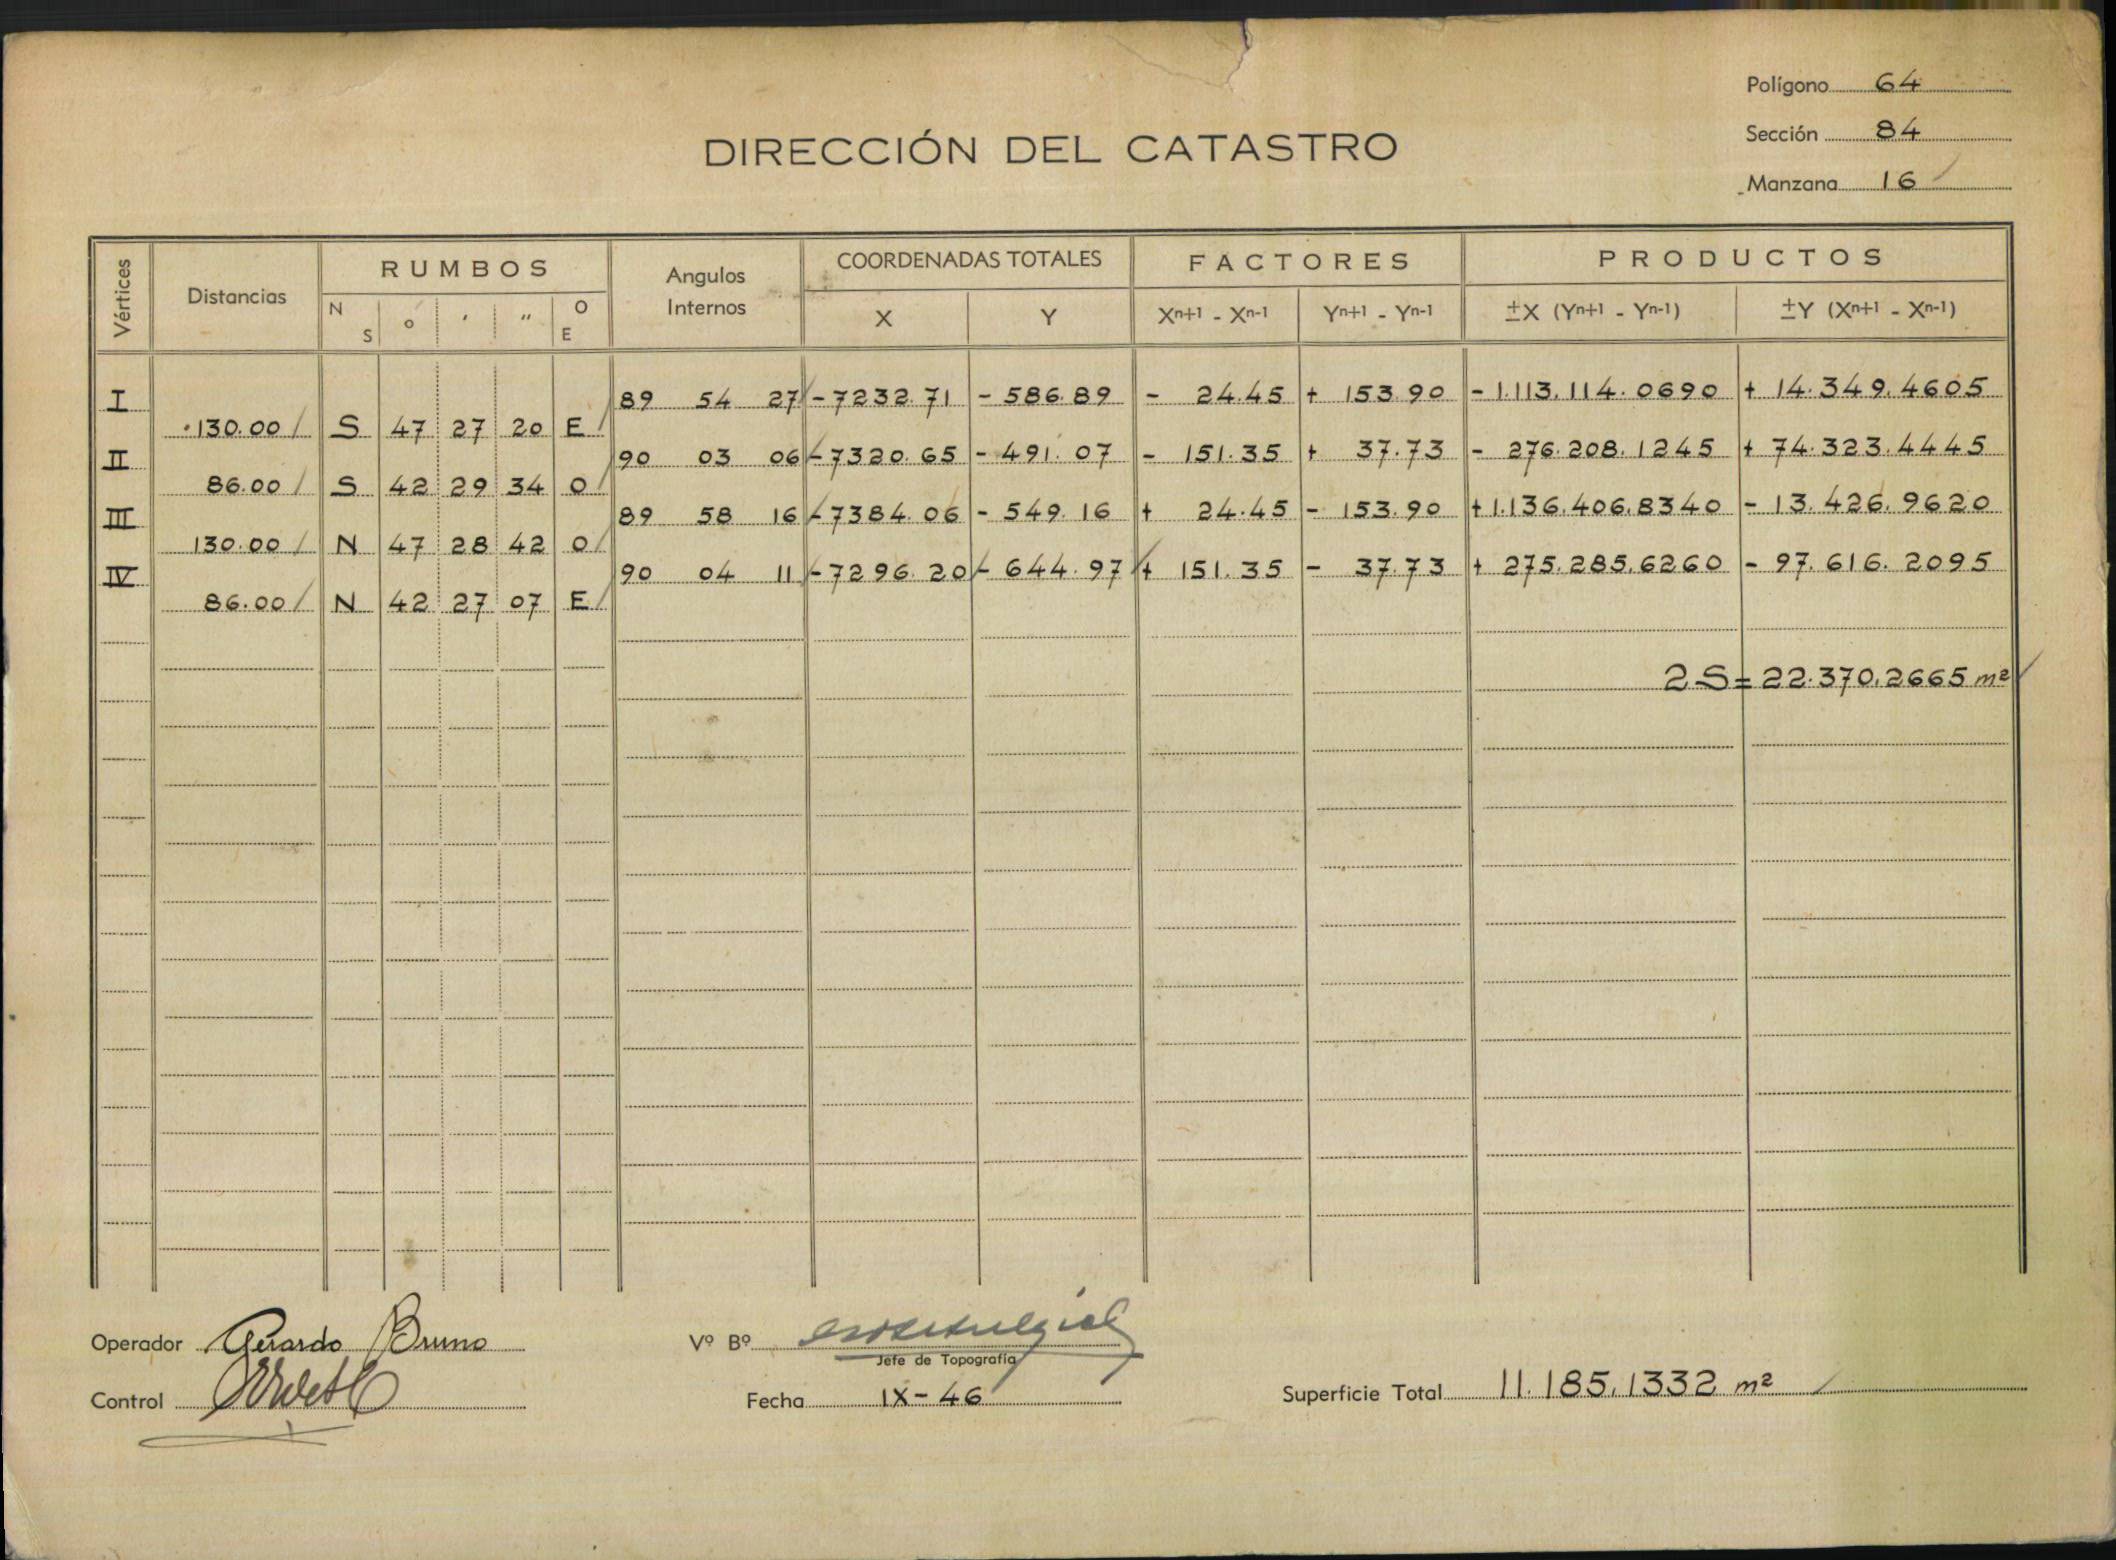 Polígono 64
Sección 84
Manzana 16
DIRECCIÓN DEL CATASTRO
Vértices Distancias RUMBOS Angulos Internos COORDENADAS TOTALES FACTORES PRODUCTOS
N S o ' '' O E X Y Xn+1 - Xn-1 Yn+1 - Yn-1 ±X (Yn+1 - Yn-1) ±Y (Xn+1 - Xn-1)
I 89 54 27 -7232.71 - 586.89 - 24.45 + 153.90 - 1.113.114.0690 + 14.349.4605
130.00 S 47 27 20 E
II 90 03 06 -7320.65 - 491.07 - 151.35 + 37.73 - 276.208.1245 + 74.323.4445
86.00 S 42 29 34 O
III 89 58 16 -7384.06 - 549.16 + 24.45 - 153.90 + 1.136.406.8340 - 13.426.9620
130.00 N 47 28 42 O
IV 90 04 11 -7296.20 - 644.97 + 151.35 - 37.73 + 275.285.6260 - 97.616.2095
86.00 N 42 27 07 E
2S = 22.370.2665 m²
Operador Gerardo Bruno
Vº Bº
Jefe de Topografía
Control
Fecha IX-46
Superficie Total 11.185.1332 m²